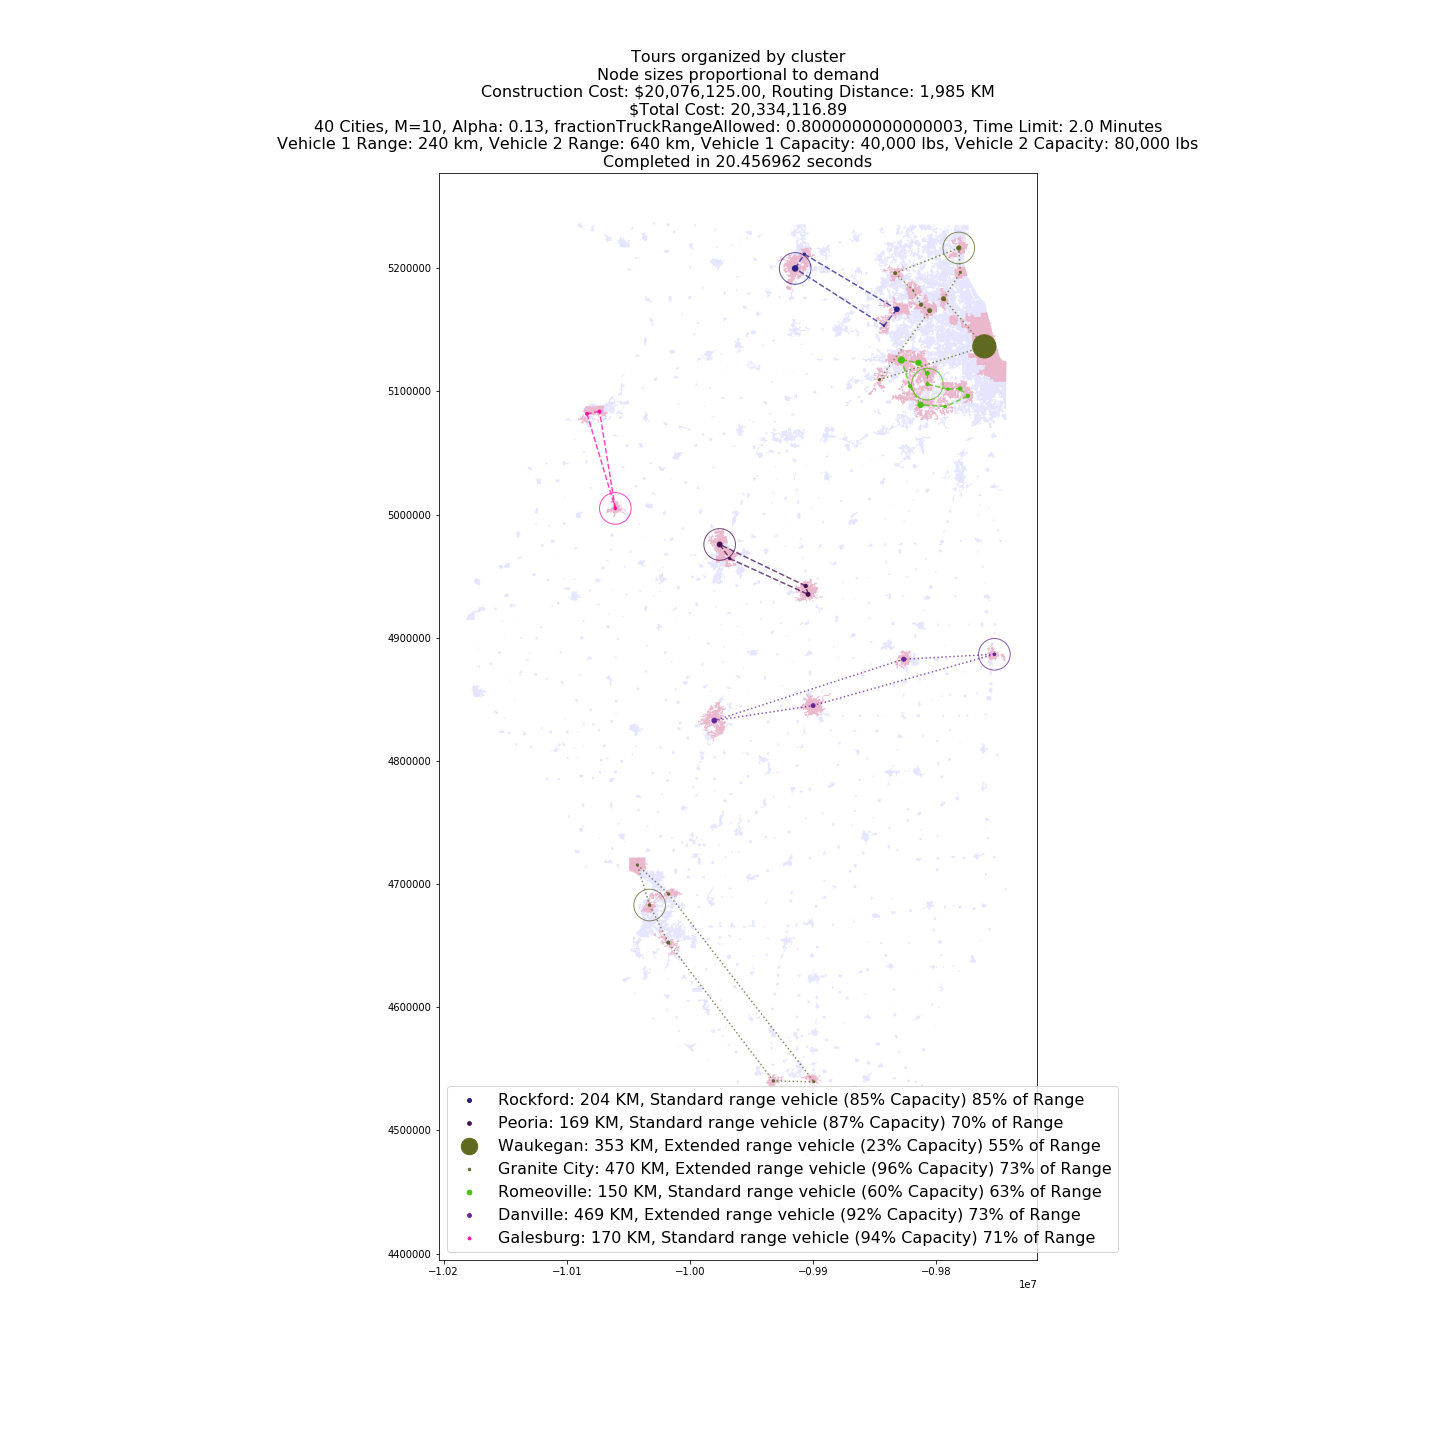 Tours organized by cluster
Node sizes proportional to demand
Construction Cost: $20,076,125.00, Routing Distance: 1,985 KM
$Total Cost: 20,334,116.89
40 Cities, M=10, Alpha: 0.13, fractionTruckRangeAllowed: 0.8000000000000003, Time Limit: 2.0 Minutes
Vehicle 1 Range: 240 km, Vehicle 2 Range: 640 km, Vehicle 1 Capacity: 40,000 lbs, Vehicle 2 Capacity: 80,000 lbs
Completed in 20.456962 seconds
5200000
5100000
5000000
4900000
4800000
4700000
4600000
4500000
4400000
Rockford: 204 KM, Standard range vehicle (85% Capacity) 85% of Range
Peoria: 169 KM, Standard range vehicle (87% Capacity) 70% of Range
Waukegan: 353 KM, Extended range vehicle (23% Capacity) 55% of Range
Granite City: 470 KM, Extended range vehicle (96% Capacity) 73% of Range
Romeoville: 150 KM, Standard range vehicle (60% Capacity) 63% of Range
Danville: 469 KM, Extended range vehicle (92% Capacity) 73% of Range
Galesburg: 170 KM, Standard range vehicle (94% Capacity) 71% of Range
−1.02 −1.01 −1.00 −0.99 −0.98
1e7